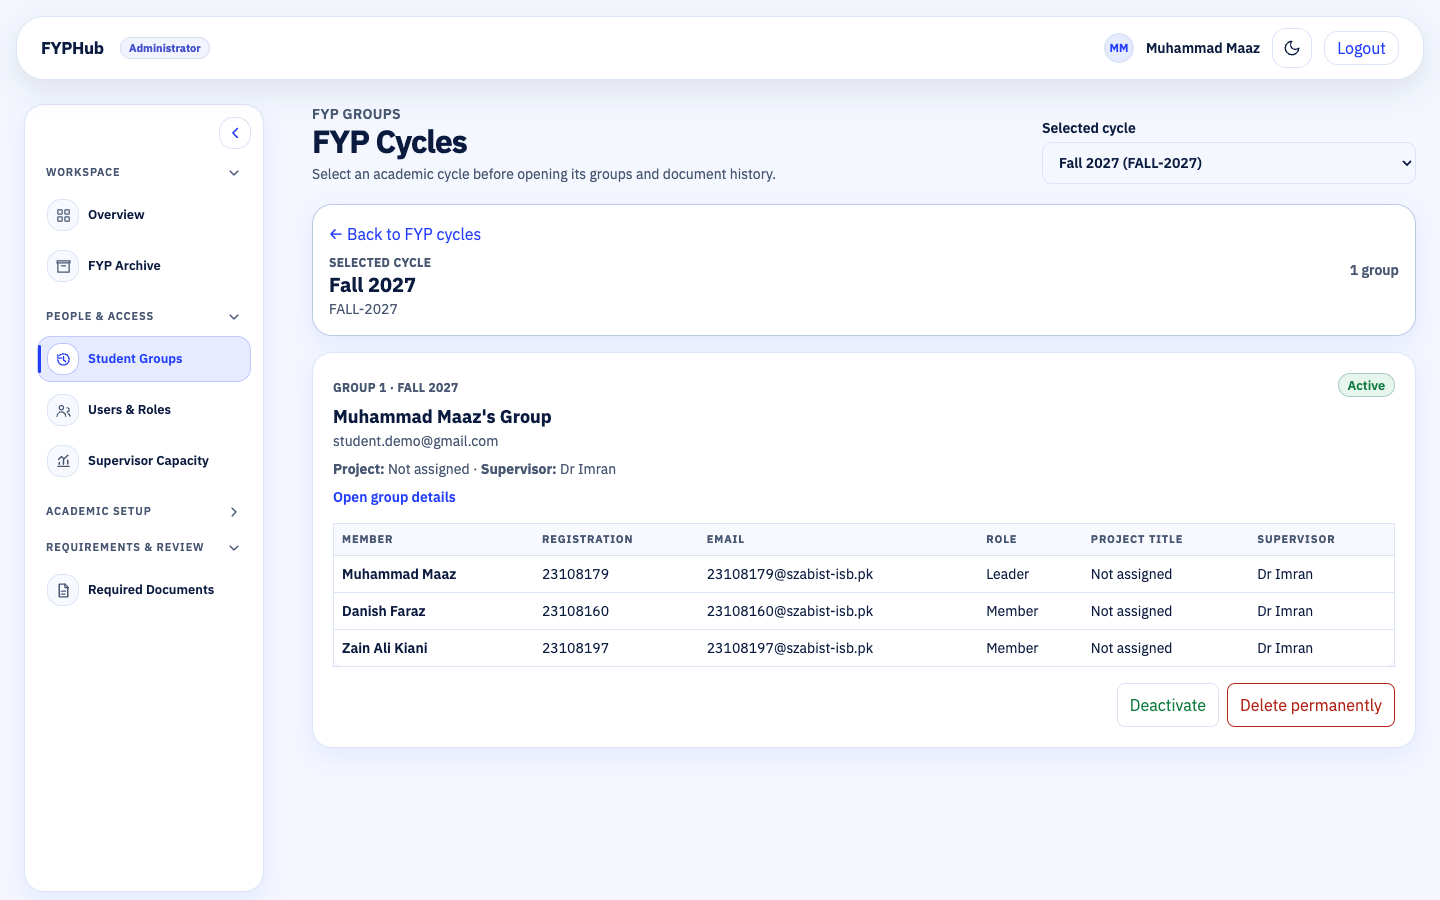 FYPHub
Administrator
MM
Muhammad Maaz
Logout
WORKSPACE
Overview
FYP Archive
PEOPLE & ACCESS
Student Groups
Users & Roles
Supervisor Capacity
ACADEMIC SETUP
REQUIREMENTS & REVIEW
Required Documents
FYP GROUPS
FYP Cycles
Select an academic cycle before opening its groups and document history.
Selected cycle
Fall 2027 (FALL-2027)
← Back to FYP cycles
SELECTED CYCLE
Fall 2027
FALL-2027
1 group
GROUP 1 · FALL 2027
Active
Muhammad Maaz's Group
student.demo@gmail.com
Project: Not assigned · Supervisor: Dr Imran
Open group details
MEMBER REGISTRATION EMAIL ROLE PROJECT TITLE SUPERVISOR
Muhammad Maaz 23108179 23108179@szabist-isb.pk Leader Not assigned Dr Imran
Danish Faraz 23108160 23108160@szabist-isb.pk Member Not assigned Dr Imran
Zain Ali Kiani 23108197 23108197@szabist-isb.pk Member Not assigned Dr Imran
Deactivate
Delete permanently